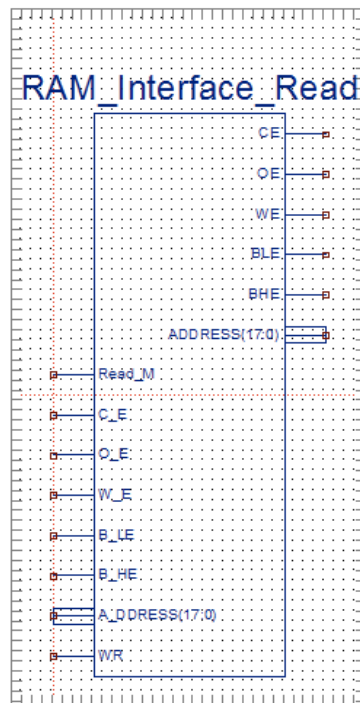 RAM_Interface_Read
CE
OE
WE
BLE
BHE
ADDRESS(17:0)
Read_M
C_E
O_E
W_E
B_LE
B_HE
A_DDRESS(17:0)
WR